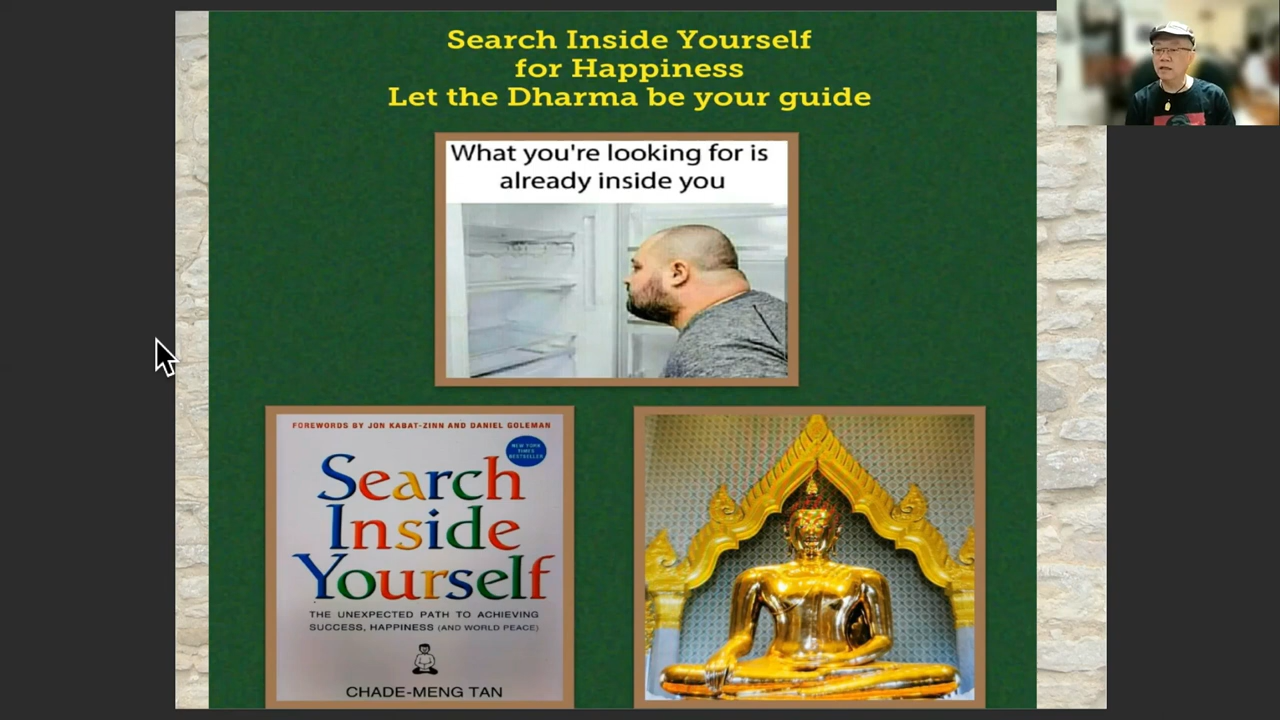 Search Inside Yourself
for Happiness
Let the Dharma be your guide
What you're looking for is
already inside you
FOREWORDS BY JON KABAT-ZINN AND DANIEL GOLEMAN
NEW YORK
TIMES
BESTSELLER
Search
Inside
Yourself
THE UNEXPECTED PATH TO ACHIEVING
SUCCESS, HAPPINESS (AND WORLD PEACE)
CHADE-MENG TAN